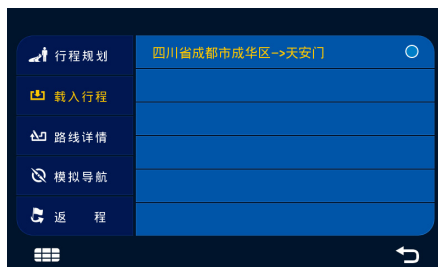 行程规划
四川省成都市成华区->天安门
载入行程
路线详情
模拟导航
返 程